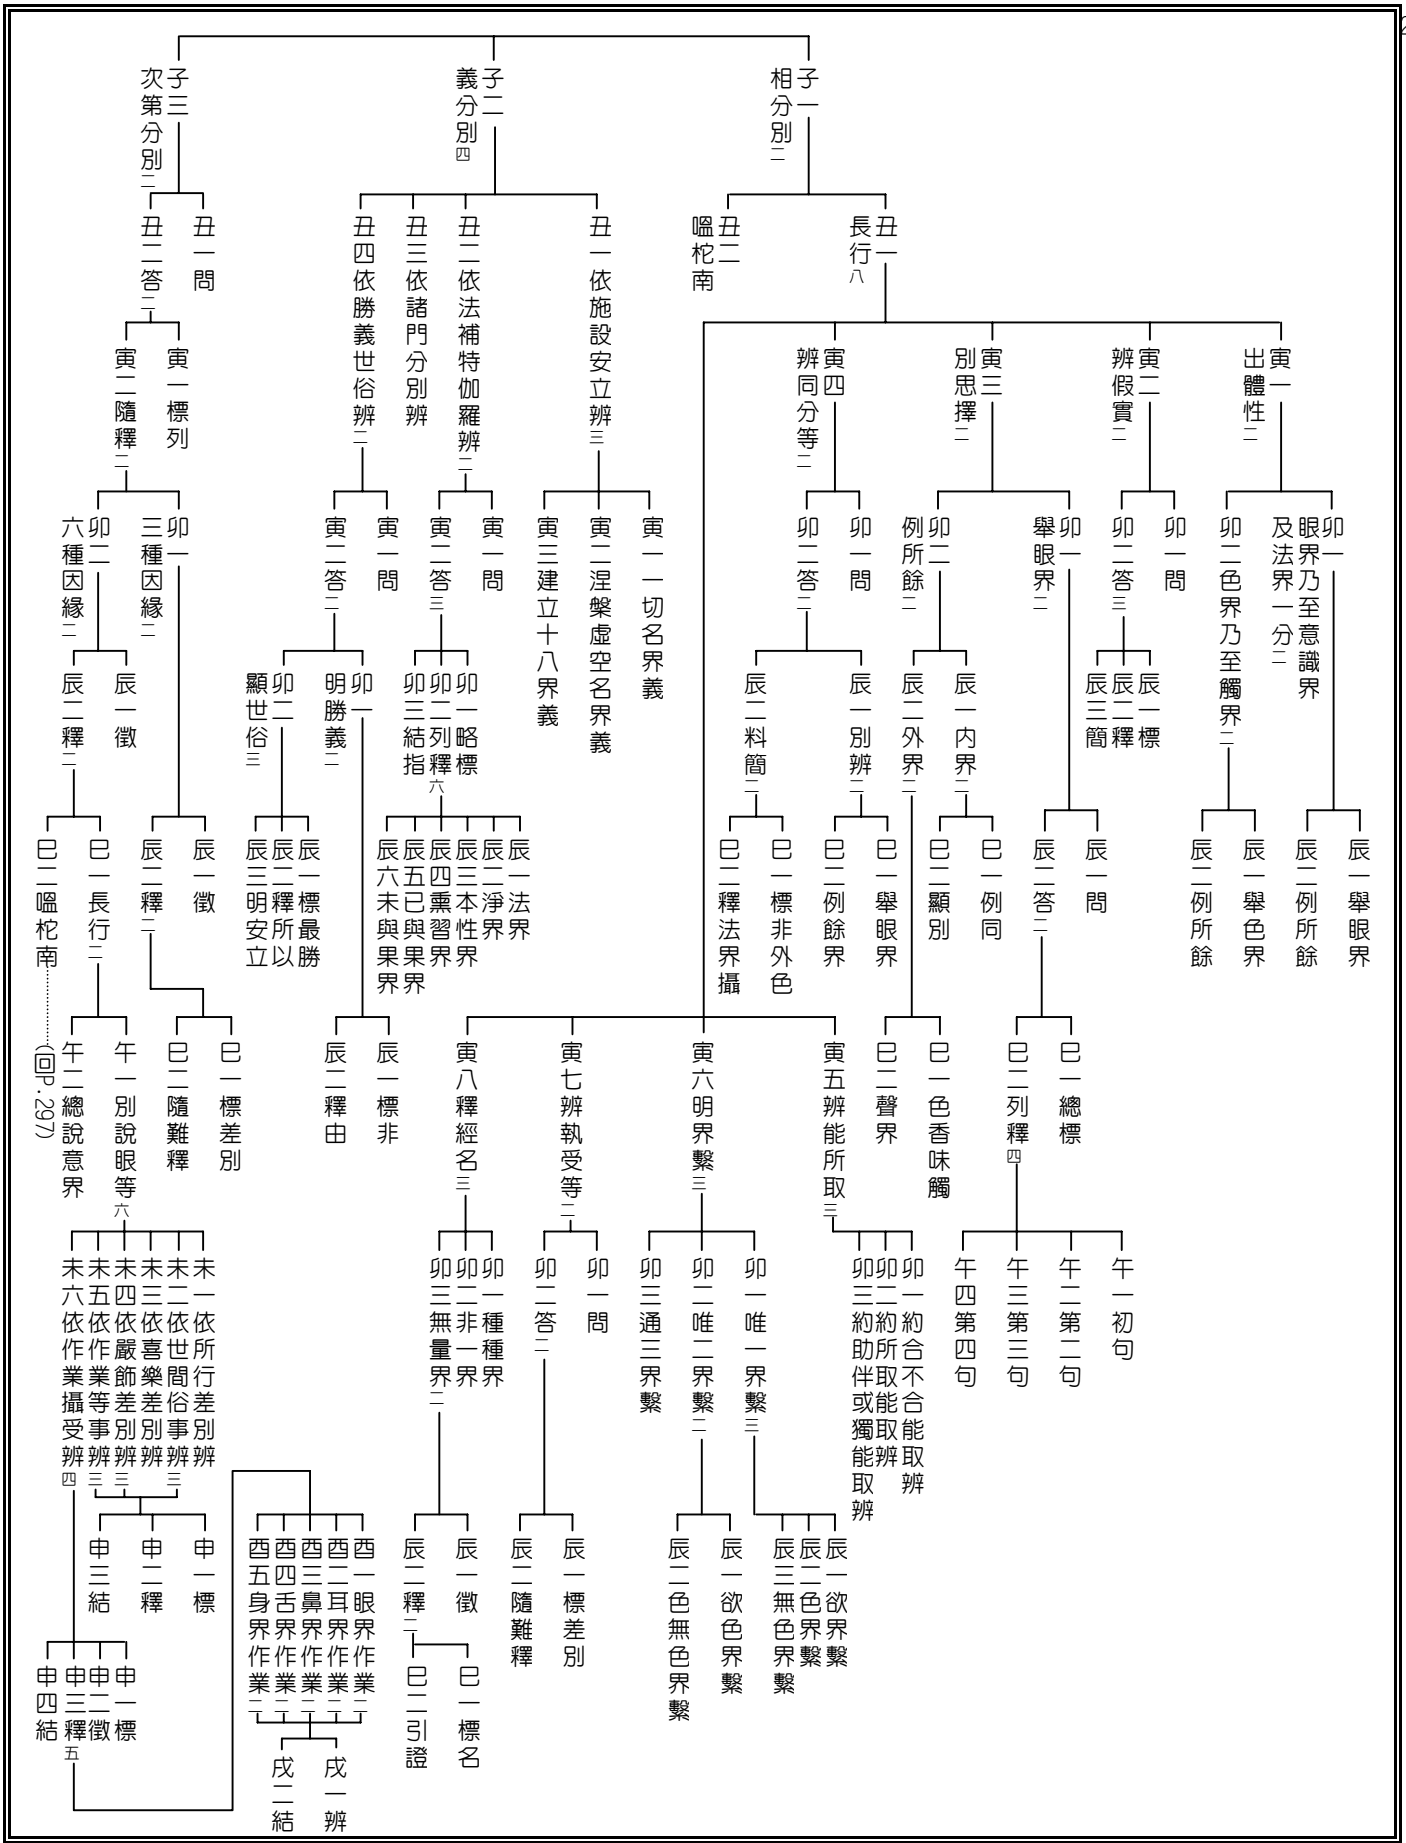 子一
相分別二
子二
義分別四
子三
次第分別二
丑一
長行八
丑二
嗢柁南
丑一依施設安立辨三
丑二依法補特伽羅辨二
丑三依諸門分別辨
丑四依勝義世俗辨二
丑一問
丑二答二
寅一
出體性二
寅二
辨假實二
寅三
別思擇二
寅四
辨同分等二
寅一標列
寅二隨釋二
卯一
眼界乃至意識界
及法界一分二
卯二色界乃至觸界二
卯一問
卯二答三
卯一
舉眼界二
卯二
例所餘二
卯一問
卯二答二
寅一一切名界義
寅二涅槃虛空名界義
寅三建立十八界義
寅一問
寅二答三
寅一問
寅二答二
卯一
三種因緣二
卯二
六種因緣二
辰一標
辰二釋
辰三簡
辰一内界二
辰二外界二
辰一別辨二
辰二料簡二
卯一略標
卯二列釋六
卯三結指
卯一
明勝義二
卯二
顯世俗三
辰一徵
辰二釋二
辰一舉眼界
辰二例所餘
辰一舉色界
辰二例所餘
辰一問
辰二答二
巳一例同
巳二顯別
巳一舉眼界
巳二例餘界
巳一標非外色
巳二釋法界攝
辰一法界
辰二淨界
辰三本性界
辰四熏習界
辰五已與果界
辰六未與果界
辰一標最勝
辰二釋所以
辰三明安立
辰一徵
辰二釋二
巳一長行二
巳二嗢柁南
(回P.297)
巳一總標
巳二列釋四
巳一色香味觸
巳二聲界
寅五辨能所取三
寅六明界繫三
寅七辨執受等二
寅八釋經名三
辰一標非
辰二釋由
巳一標差別
巳二隨難釋
午一別說眼等六
午二總說意界
午一初句
午二第二句
午三第三句
午四第四句
卯一約合不合能取辨
卯二約所取能取辨
卯三約助伴或獨能取辨
卯一唯一界繫三
卯二唯二界繫二
卯三通三界繫
卯一問
卯二答二
卯一種種界
卯二非一界
卯三無量界二
未一依所行差別辨
未二依世間俗事辨三
未三依喜樂差別辨
未四依嚴飾差別辨三
未五依作業等事辨三
未六依作業攝受辨四
辰一欲界繫
辰二色界繫
辰三無色界繫
辰一欲色界繫
辰二色無色界繫
辰一標差別
辰二隨難釋
辰一徵
辰二釋二
酉一眼界作業二
酉二耳界作業二
酉三鼻界作業二
酉四舌界作業二
酉五身界作業二
申一標
申二釋
申三結
巳一標名
巳二引證
申一標
申二徵
申三釋五
申四結
戌一辨
戌二結